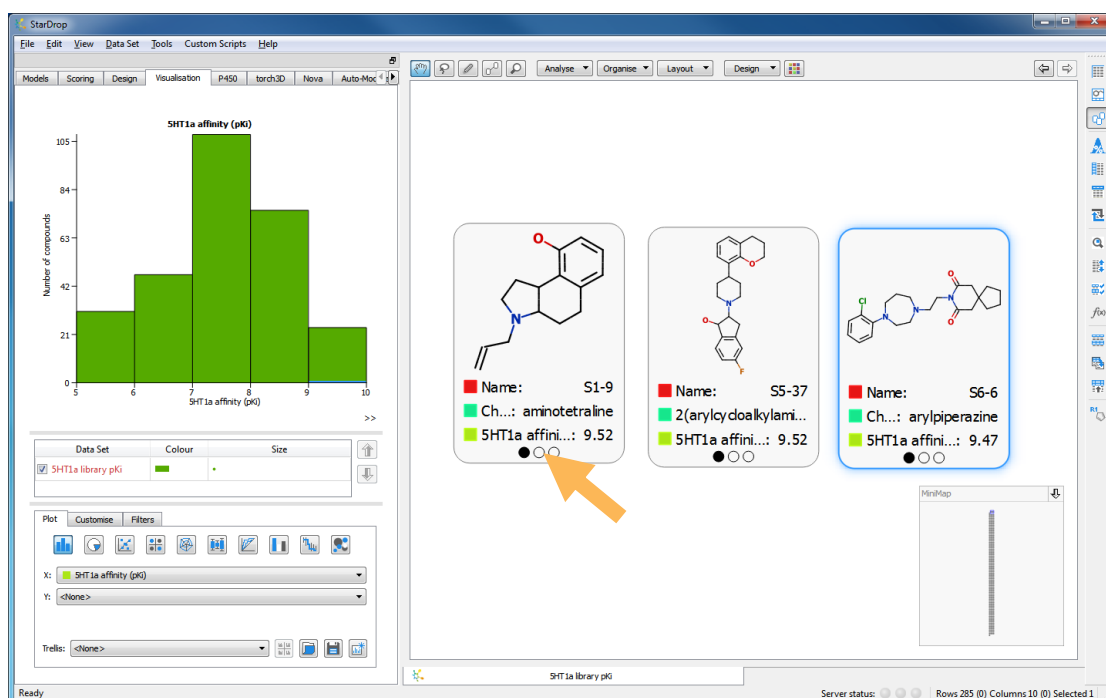 StarDrop
File Edit View Data Set Tools Custom Scripts Help
Models Scoring Design Visualisation P450 torch3D Nova Auto-Mod
Analyse Organise Layout Design
5HT1a affinity (pKi)
Number of compounds
105
84
63
42
21
0
5 6 7 8 9 10
5HT1a affinity (pKi)
>>
Data Set Colour Size
5HT1a library pKi
Plot Customise Filters
X: 5HT1a affinity (pKi)
Y: <None>
Trellis: <None>
O
N
Name: S1-9
Ch...: aminotetraline
5HT1a affini...: 9.52
O
N
O
F
Name: S5-37
2(arylcycloalkylami...
5HT1a affini...: 9.52
O
Cl
N
N
N
O
Name: S6-6
Ch...: arylpiperazine
5HT1a affini...: 9.47
MiniMap
f(x)
R1
5HT1a library pKi
Ready
Server status: Rows 285 (0) Columns 10 (0) Selected 1